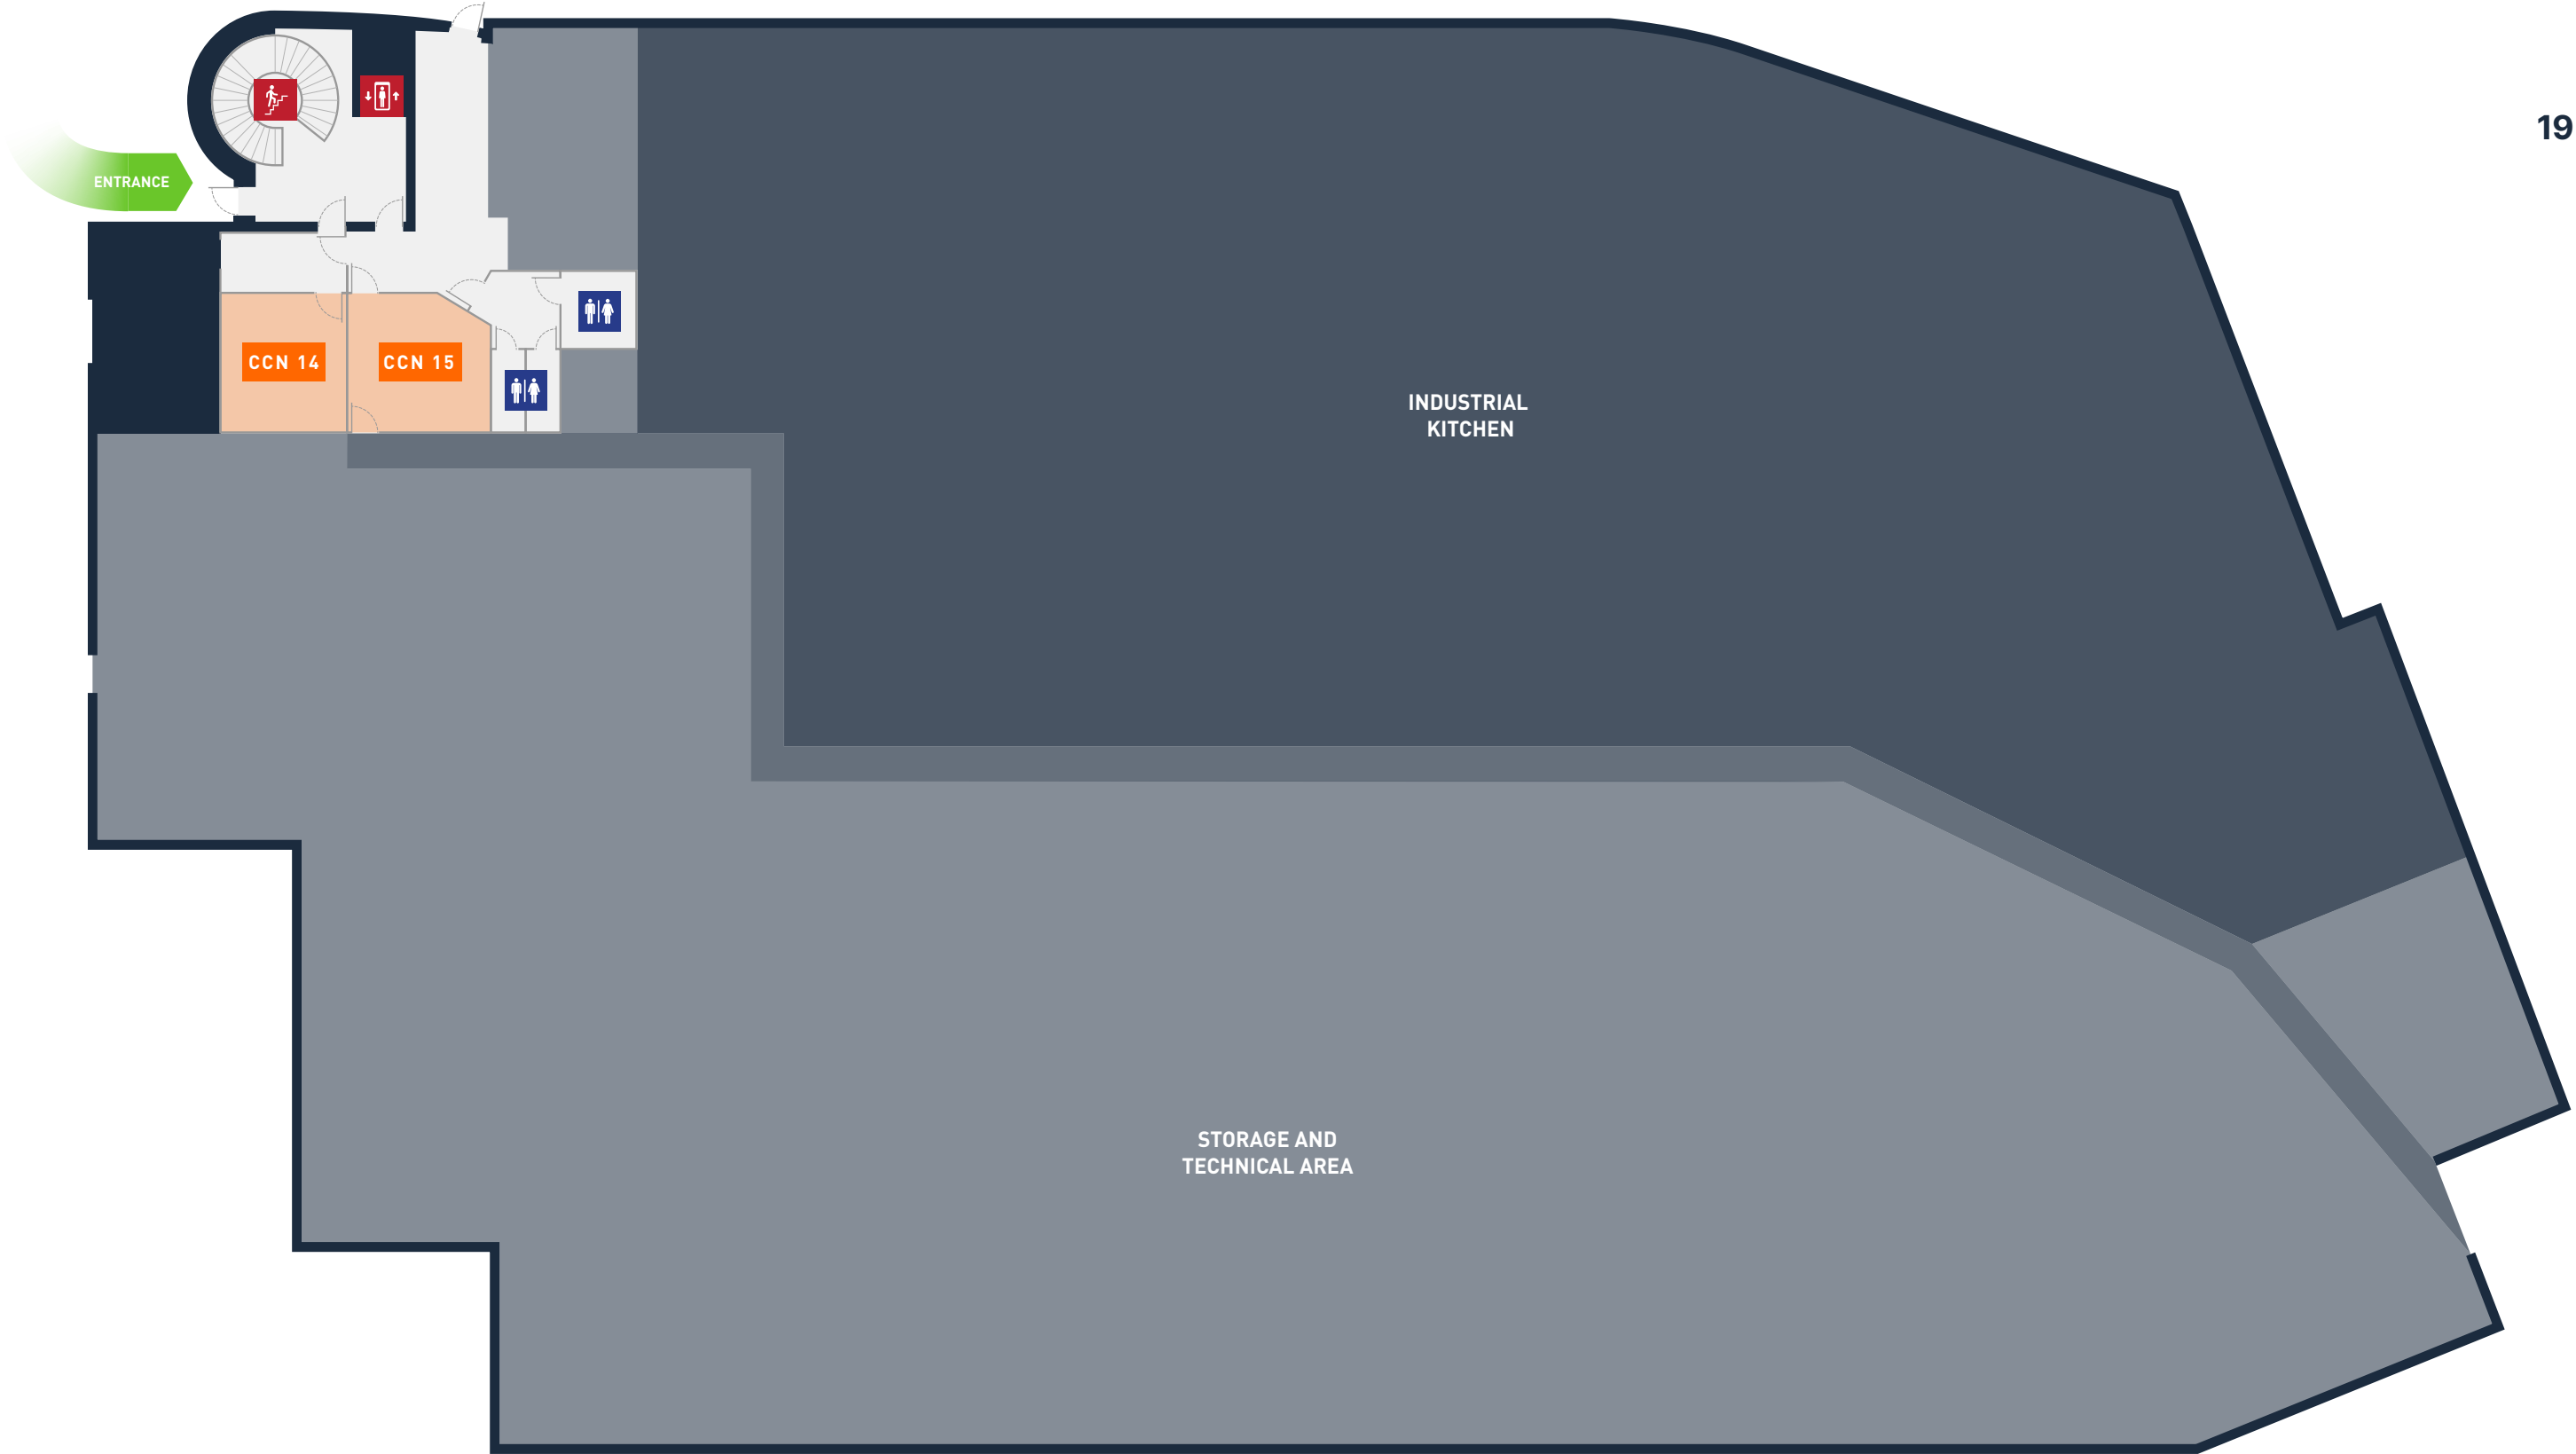 19
ENTRANCE
CCN 14
CCN 15
INDUSTRIAL
KITCHEN
STORAGE AND
TECHNICAL AREA